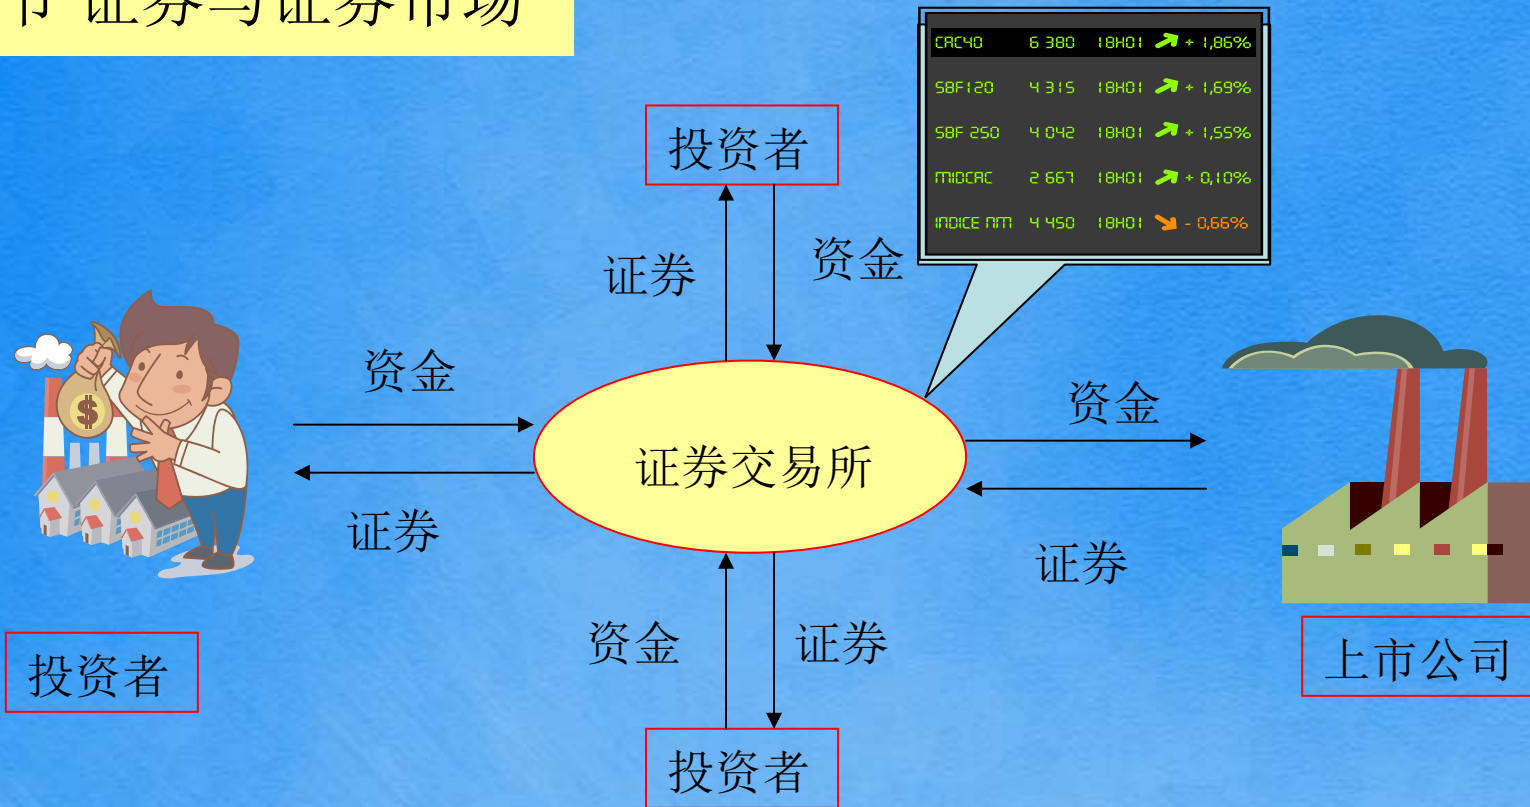 节 证券与证券市场
CAC40 6 380 18H01 + 1,86%
SBF120 4 315 18H01 + 1,69%
SBF 250 4 042 18H01 + 1,55%
MIDCAC 2 667 18H01 + 0,10%
INDICE NM 4 450 18H01 - 0,66%
投资者
证券
资金
资金
证券
$
证券交易所
资金
证券
资金
证券
投资者
上市公司
投资者